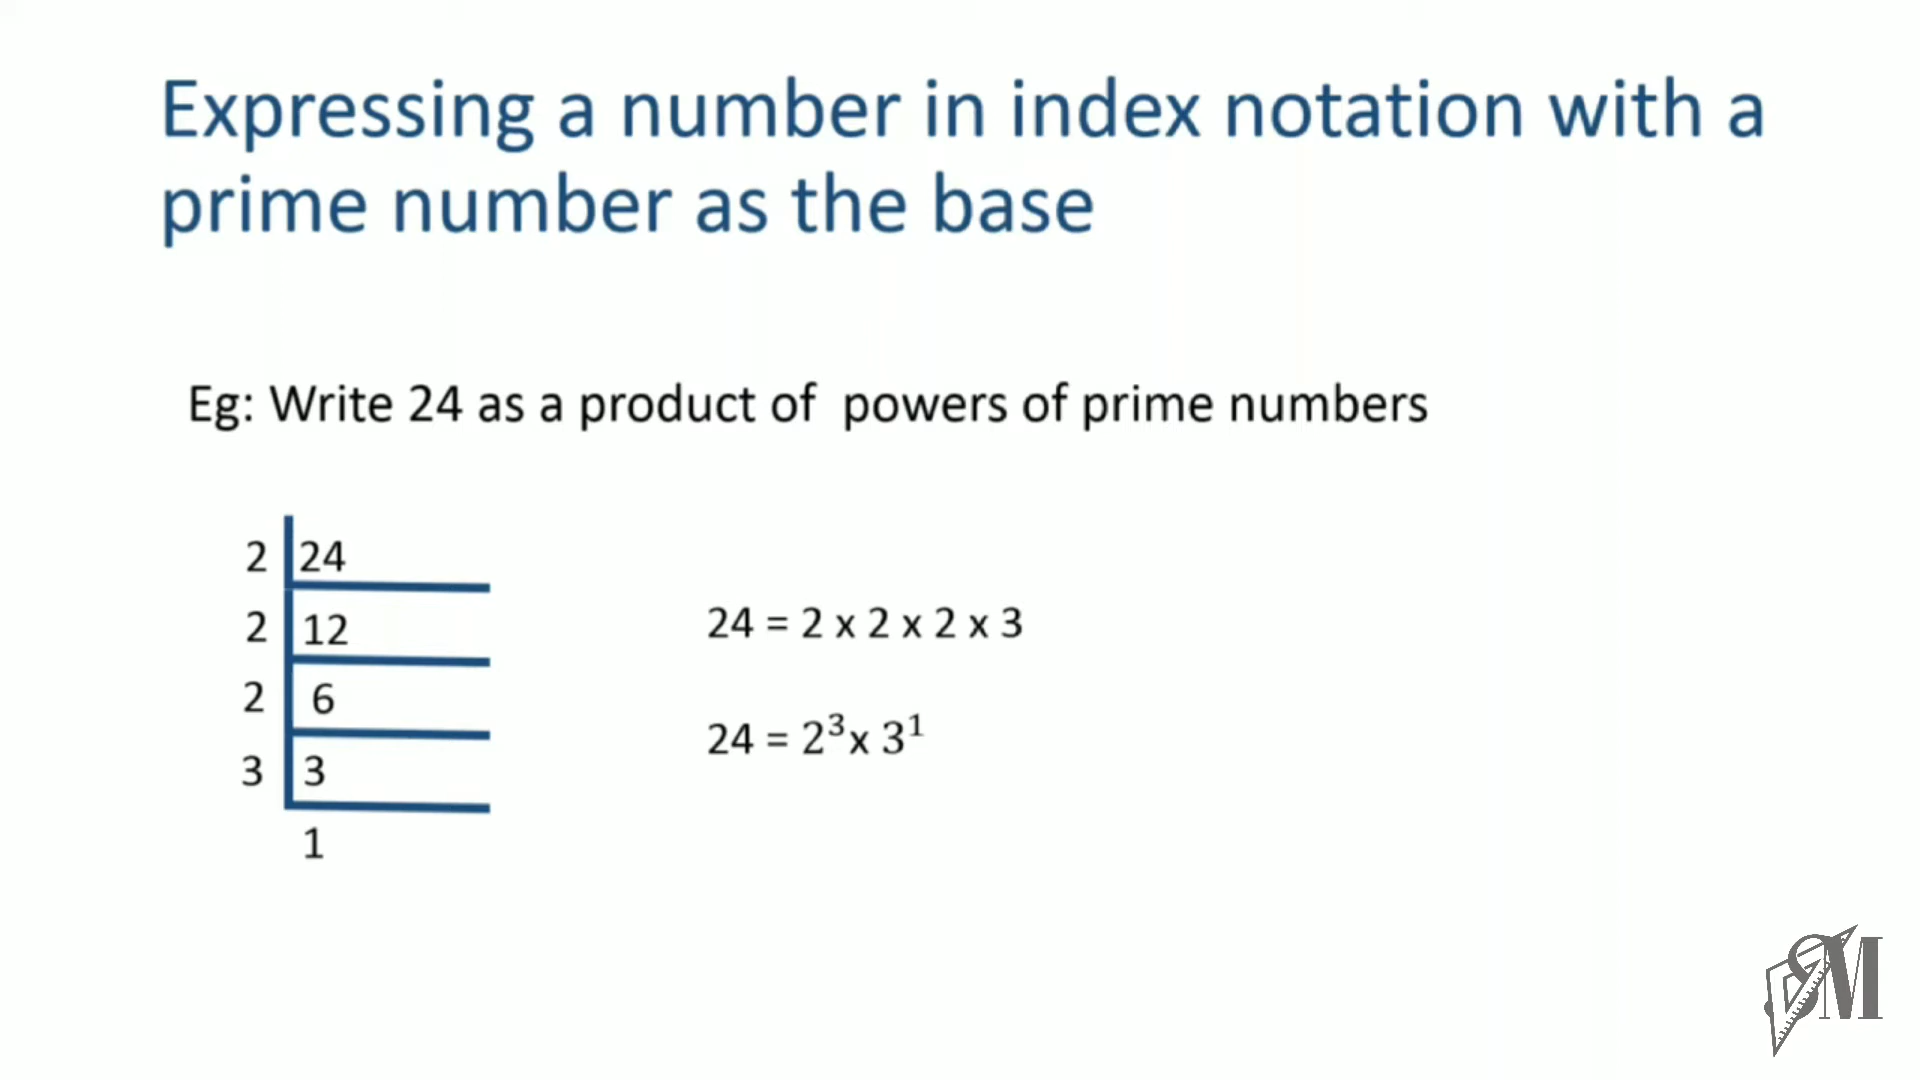 Expressing a number in index notation with a
prime number as the base
Eg: Write 24 as a product of powers of prime numbers
2 24
2 12
2 6
3 3
1
24 = 2 x 2 x 2 x 3
24 = 2³x 3¹
SM